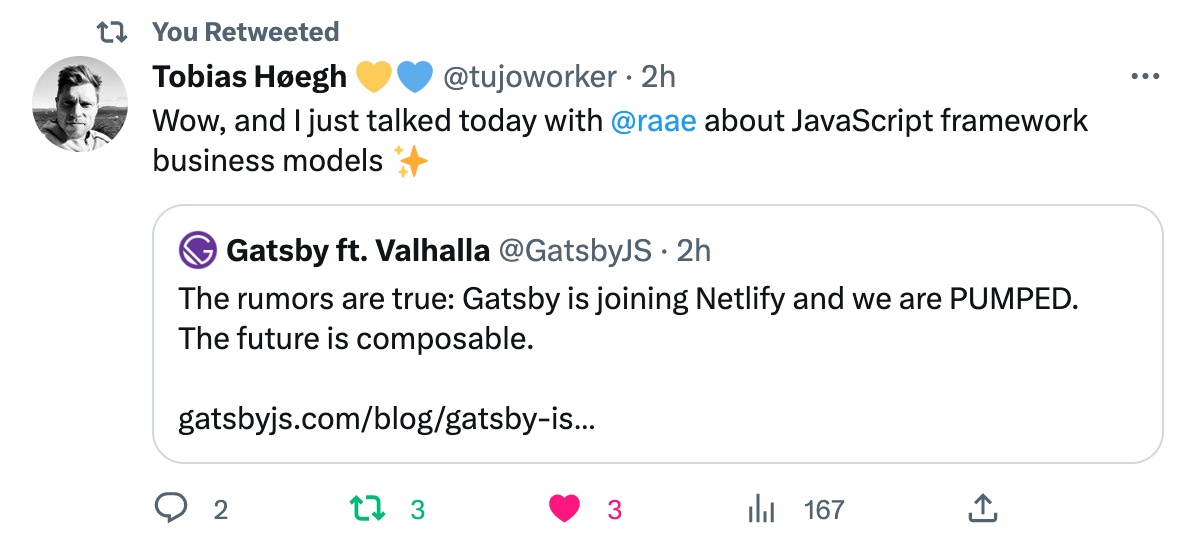 You Retweeted
Tobias Høegh 💛💙 @tujoworker · 2h
Wow, and I just talked today with @raae about JavaScript framework
business models ✨
Gatsby ft. Valhalla @GatsbyJS · 2h
The rumors are true: Gatsby is joining Netlify and we are PUMPED.
The future is composable.
gatsbyjs.com/blog/gatsby-is…
2 3 3 167